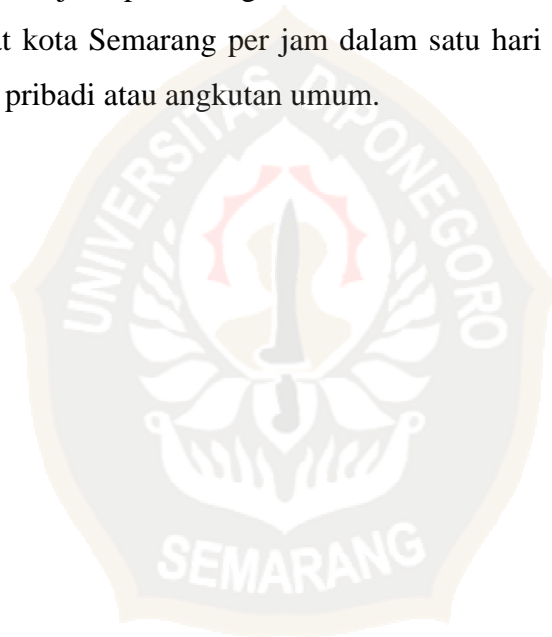 t kota Semarang per jam dalam satu hari
pribadi atau angkutan umum.
UNIVERSITAS DIPONEGORO
SEMARANG